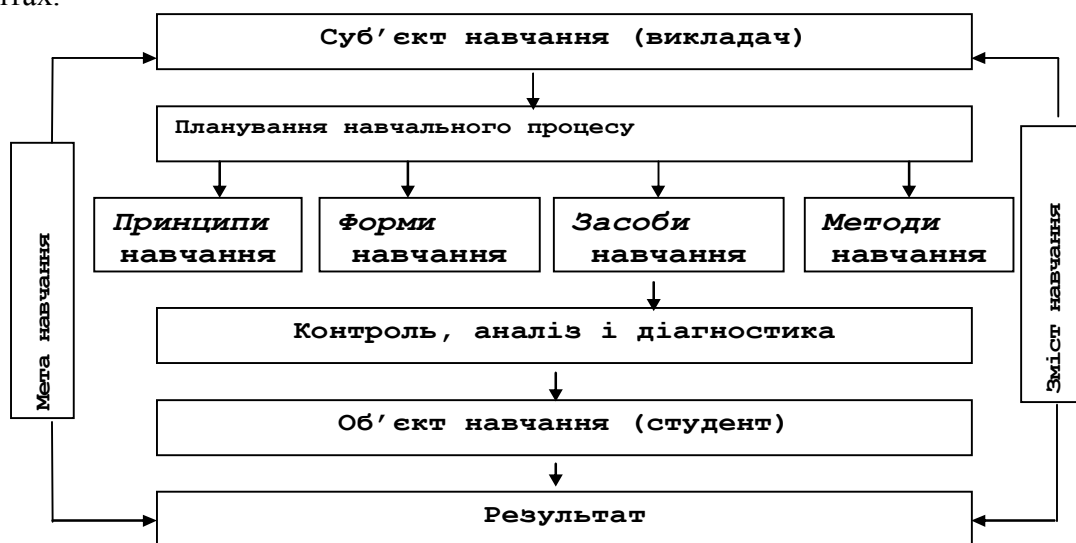 Суб’єкт навчання (викладач)
Планування навчального процесу
Принципи
навчання
Форми
навчання
Засоби
навчання
Методи
навчання
Контроль, аналіз і діагностика
Об’єкт навчання (студент)
Результат
Мета навчання
Зміст навчання